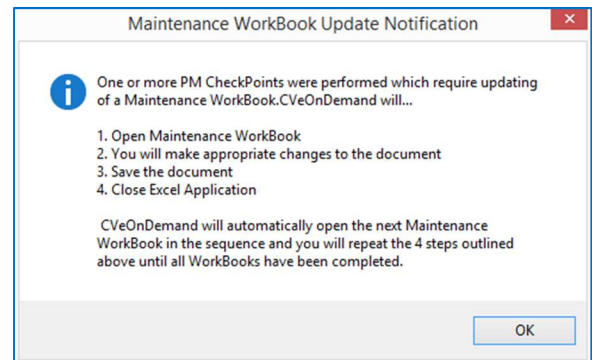 Maintenance WorkBook Update Notification
One or more PM CheckPoints were performed which require updating
of a Maintenance WorkBook.CVeOnDemand will...
1. Open Maintenance WorkBook
2. You will make appropriate changes to the document
3. Save the document
4. Close Excel Application
CVeOnDemand will automatically open the next Maintenance
WorkBook in the sequence and you will repeat the 4 steps outlined
above until all WorkBooks have been completed.
OK